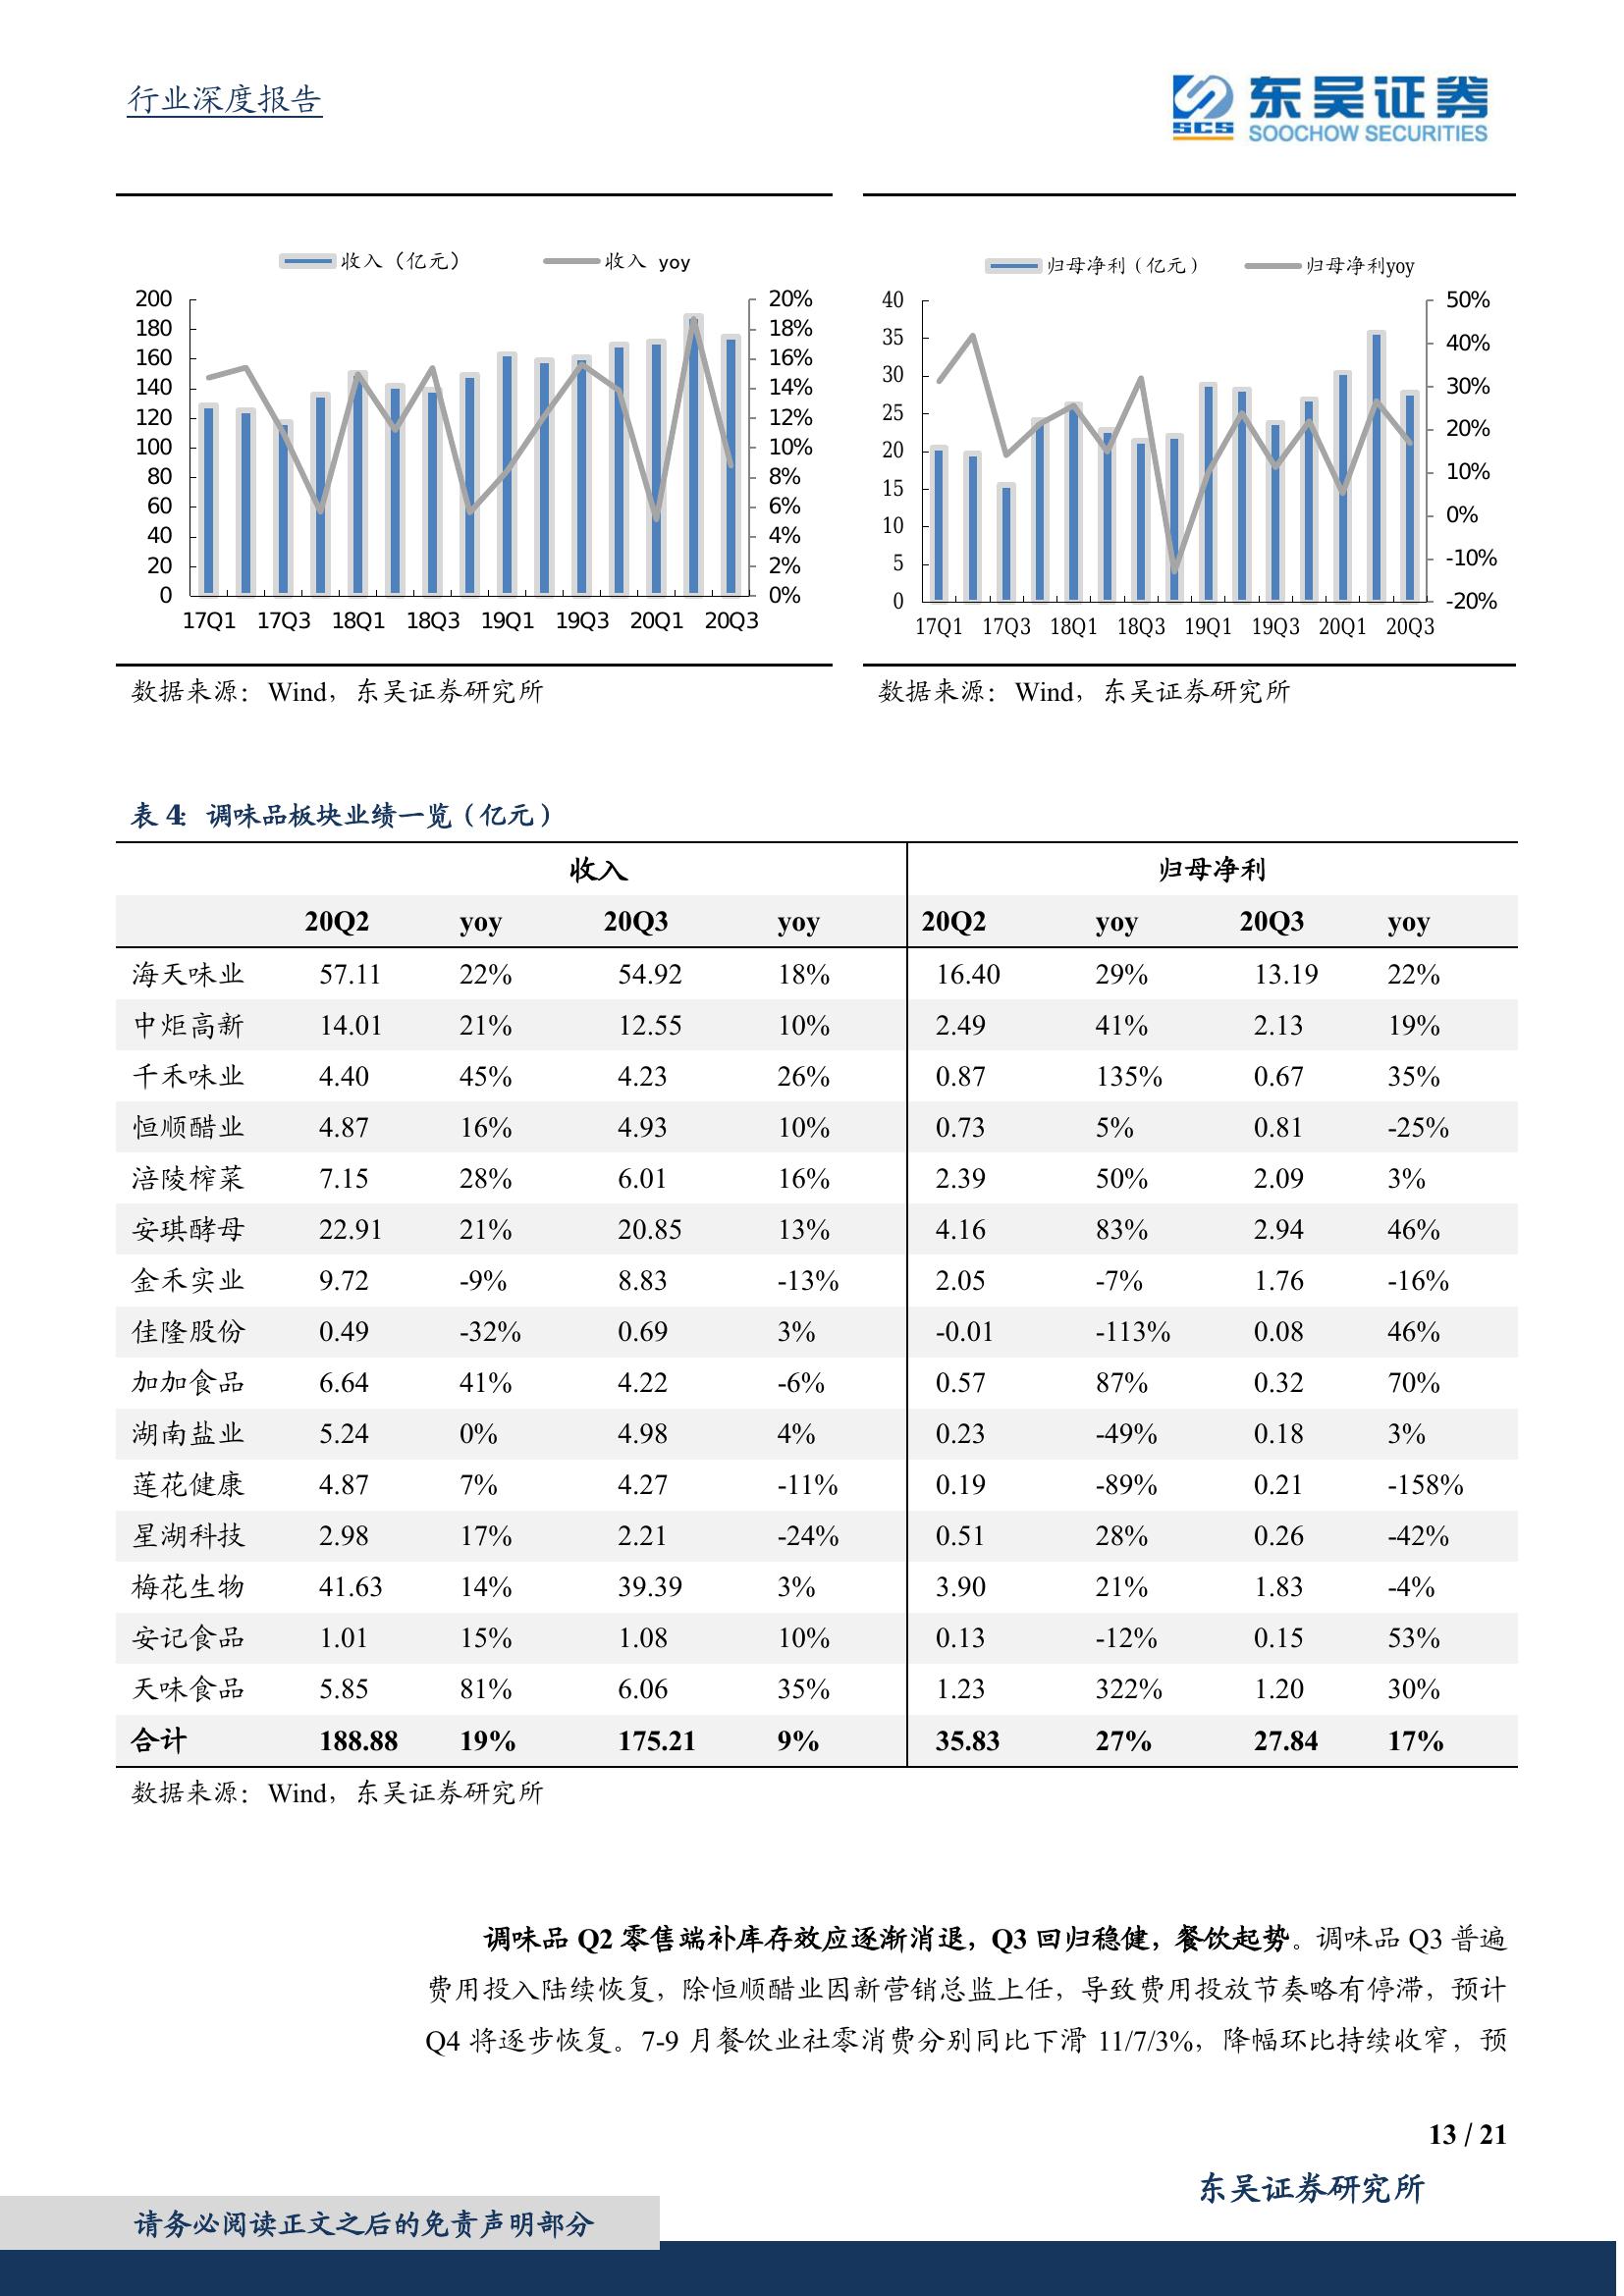 行业深度报告
SCS 东吴证券
SOOCHOW SECURITIES
收入（亿元） 收入 yoy
200
180
160
140
120
100
80
60
40
20
0
20%
18%
16%
14%
12%
10%
8%
6%
4%
2%
0%
17Q1 17Q3 18Q1 18Q3 19Q1 19Q3 20Q1 20Q3
归母净利（亿元） 归母净利yoy
40
35
30
25
20
15
10
5
0
50%
40%
30%
20%
10%
0%
-10%
-20%
17Q1 17Q3 18Q1 18Q3 19Q1 19Q3 20Q1 20Q3
数据来源：Wind，东吴证券研究所
数据来源：Wind，东吴证券研究所
表 4：调味品板块业绩一览（亿元）
收入 归母净利
20Q2 yoy 20Q3 yoy 20Q2 yoy 20Q3 yoy
海天味业 57.11 22% 54.92 18% 16.40 29% 13.19 22%
中炬高新 14.01 21% 12.55 10% 2.49 41% 2.13 19%
千禾味业 4.40 45% 4.23 26% 0.87 135% 0.67 35%
恒顺醋业 4.87 16% 4.93 10% 0.73 5% 0.81 -25%
涪陵榨菜 7.15 28% 6.01 16% 2.39 50% 2.09 3%
安琪酵母 22.91 21% 20.85 13% 4.16 83% 2.94 46%
金禾实业 9.72 -9% 8.83 -13% 2.05 -7% 1.76 -16%
佳隆股份 0.49 -32% 0.69 3% -0.01 -113% 0.08 46%
加加食品 6.64 41% 4.22 -6% 0.57 87% 0.32 70%
湖南盐业 5.24 0% 4.98 4% 0.23 -49% 0.18 3%
莲花健康 4.87 7% 4.27 -11% 0.19 -89% 0.21 -158%
星湖科技 2.98 17% 2.21 -24% 0.51 28% 0.26 -42%
梅花生物 41.63 14% 39.39 3% 3.90 21% 1.83 -4%
安记食品 1.01 15% 1.08 10% 0.13 -12% 0.15 53%
天味食品 5.85 81% 6.06 35% 1.23 322% 1.20 30%
合计 188.88 19% 175.21 9% 35.83 27% 27.84 17%
数据来源：Wind，东吴证券研究所
调味品 Q2 零售端补库存效应逐渐消退，Q3 回归稳健，餐饮起势。调味品 Q3 普遍
费用投入陆续恢复，除恒顺醋业因新营销总监上任，导致费用投放节奏略有停滞，预计
Q4 将逐步恢复。7-9 月餐饮业社零消费分别同比下滑 11/7/3%，降幅环比持续收窄，预
13 / 21
东吴证券研究所
请务必阅读正文之后的免责声明部分